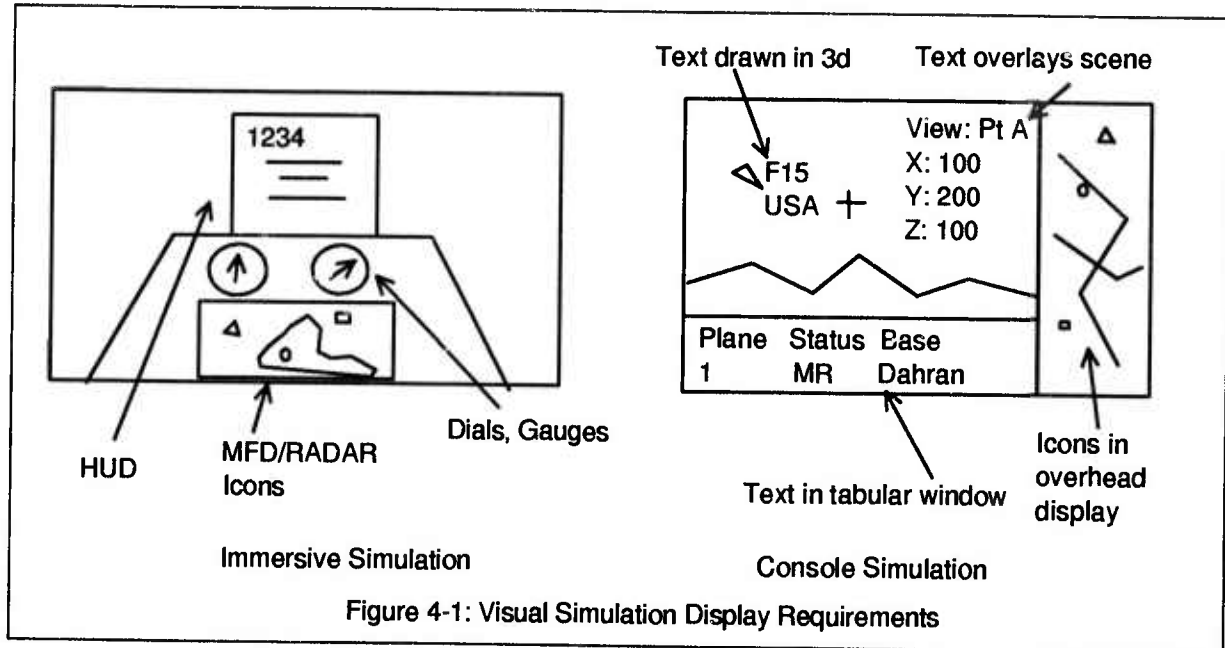 Text drawn in 3d
Text overlays scene
1234
HUD
MFD/RADAR
Icons
Dials, Gauges
Immersive Simulation
F15
USA
View: Pt A
X: 100
Y: 200
Z: 100
Plane Status Base
1 MR Dahran
Text in tabular window
Icons in
overhead
display
Console Simulation
Figure 4-1: Visual Simulation Display Requirements